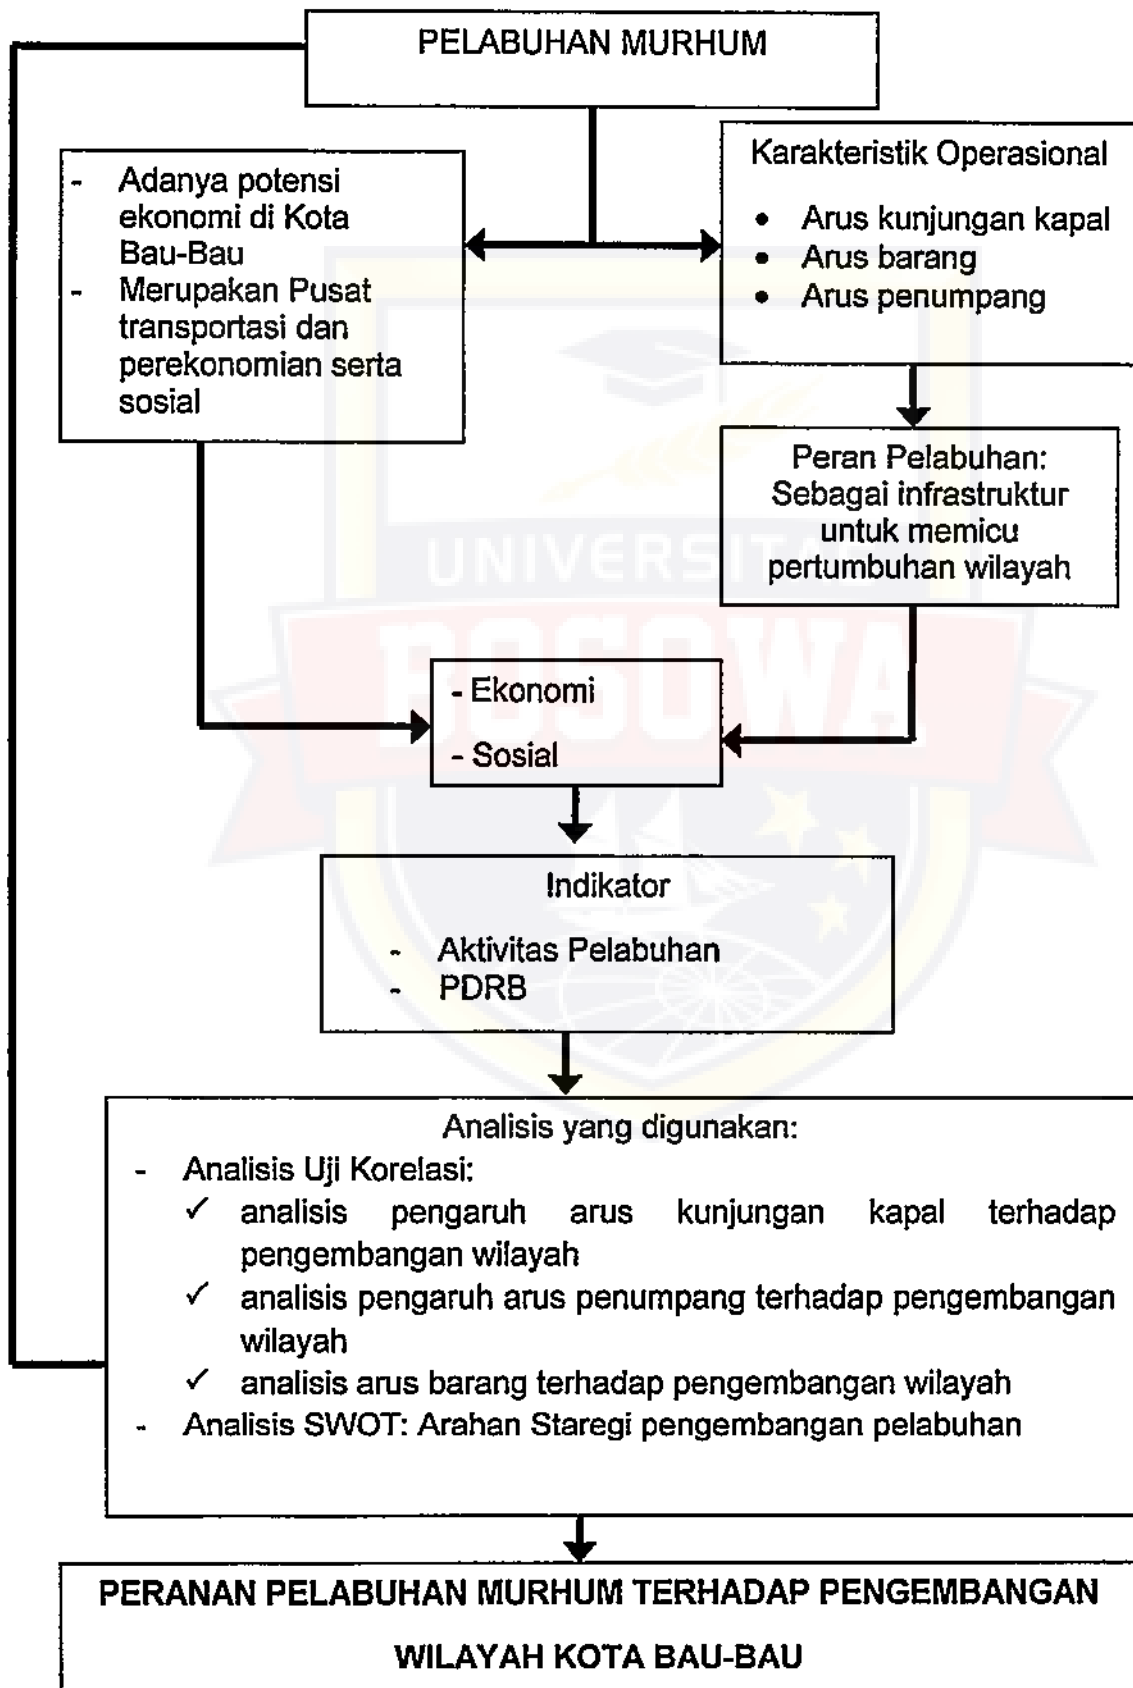 PELABUHAN MURHUM
- Adanya potensi
ekonomi di Kota
Bau-Bau
- Merupakan Pusat
transportasi dan
perekonomian serta
sosial
Karakteristik Operasional
• Arus kunjungan kapal
• Arus barang
• Arus penumpang
Peran Pelabuhan:
Sebagai infrastruktur
untuk memicu
pertumbuhan wilayah
UNIVERSITAS
BOSOWA
- Ekonomi
- Sosial
Indikator
- Aktivitas Pelabuhan
- PDRB
Analisis yang digunakan:
- Analisis Uji Korelasi:
✓ analisis pengaruh arus kunjungan kapal terhadap
pengembangan wilayah
✓ analisis pengaruh arus penumpang terhadap pengembangan
wilayah
✓ analisis arus barang terhadap pengembangan wilayah
- Analisis SWOT: Arahan Staregi pengembangan pelabuhan
PERANAN PELABUHAN MURHUM TERHADAP PENGEMBANGAN
WILAYAH KOTA BAU-BAU